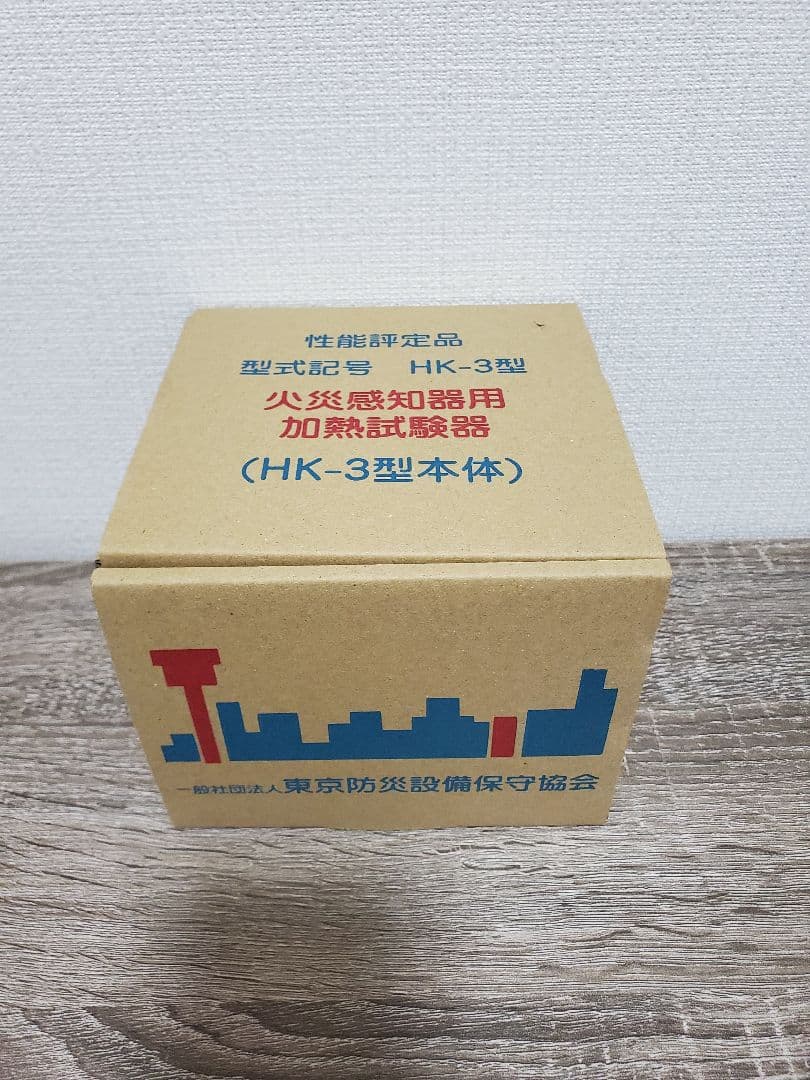 性能評定品
型式記号 HK-3型
火災感知器用
加熱試験器
(HK-3型本体)
一般社団法人東京防災設備保守協会